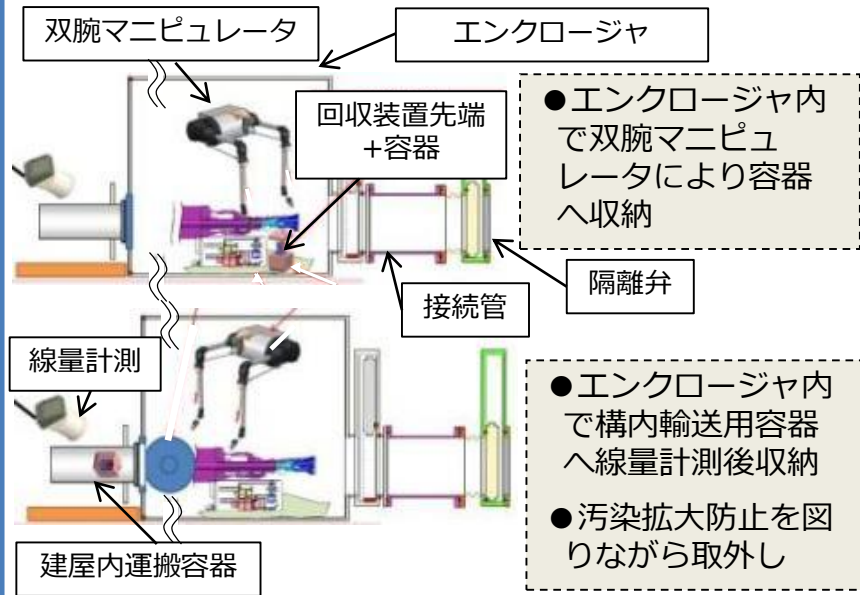 双腕マニピュレータ
エンクロージャ
回収装置先端
+容器
●エンクロージャ内
で双腕マニピュ
レータにより容器
へ収納
隔離弁
接続管
線量計測
建屋内運搬容器
●エンクロージャ内
で構内輸送用容器
へ線量計測後収納
●汚染拡大防止を図
りながら取外し